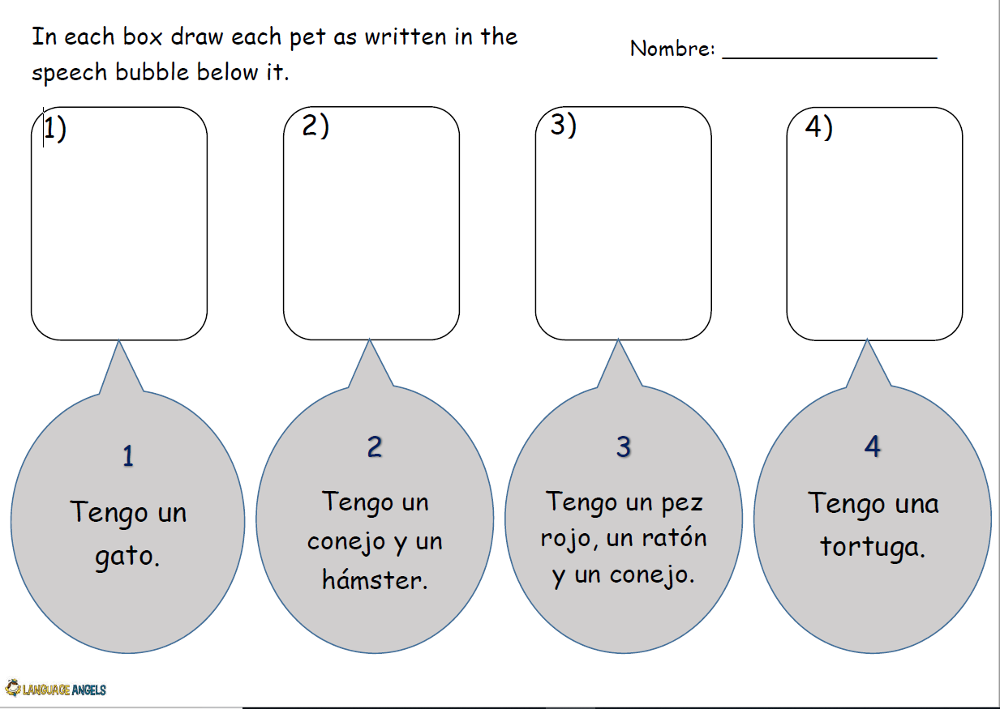 In each box draw each pet as written in the
speech bubble below it.
Nombre: ___________________
1)
2)
3)
4)
1
Tengo un
gato.
2
Tengo un
conejo y un
hámster.
3
Tengo un pez
rojo, un ratón
y un conejo.
4
Tengo una
tortuga.
LANGUAGE ANGELS